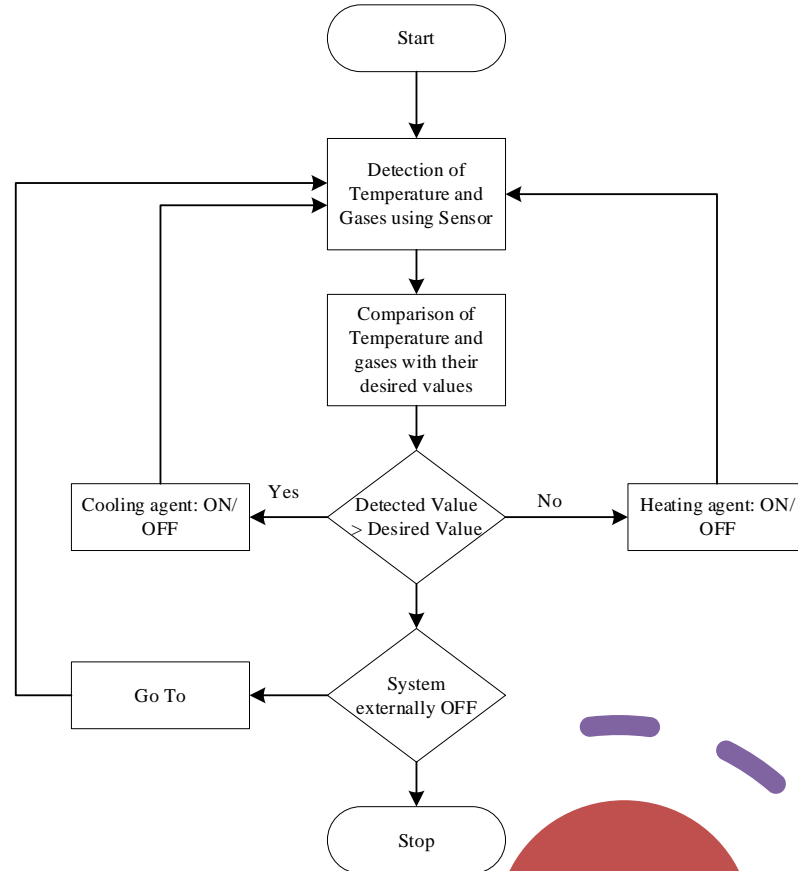 Start
Detection of
Temperature and
Gases using Sensor
Comparison of
Temperature and
gases with their
desired values
Yes
No
Cooling agent: ON/
OFF
Detected Value
> Desired Value
Heating agent: ON/
OFF
Go To
System
externally OFF
Stop